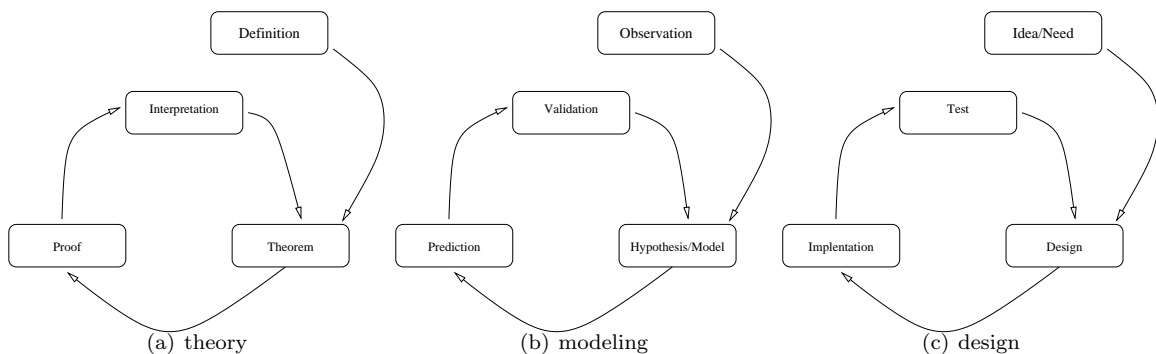 Definition
Interpretation
Proof
Theorem
(a) theory
Observation
Validation
Prediction
Hypothesis/Model
(b) modeling
Idea/Need
Test
Implentation
Design
(c) design